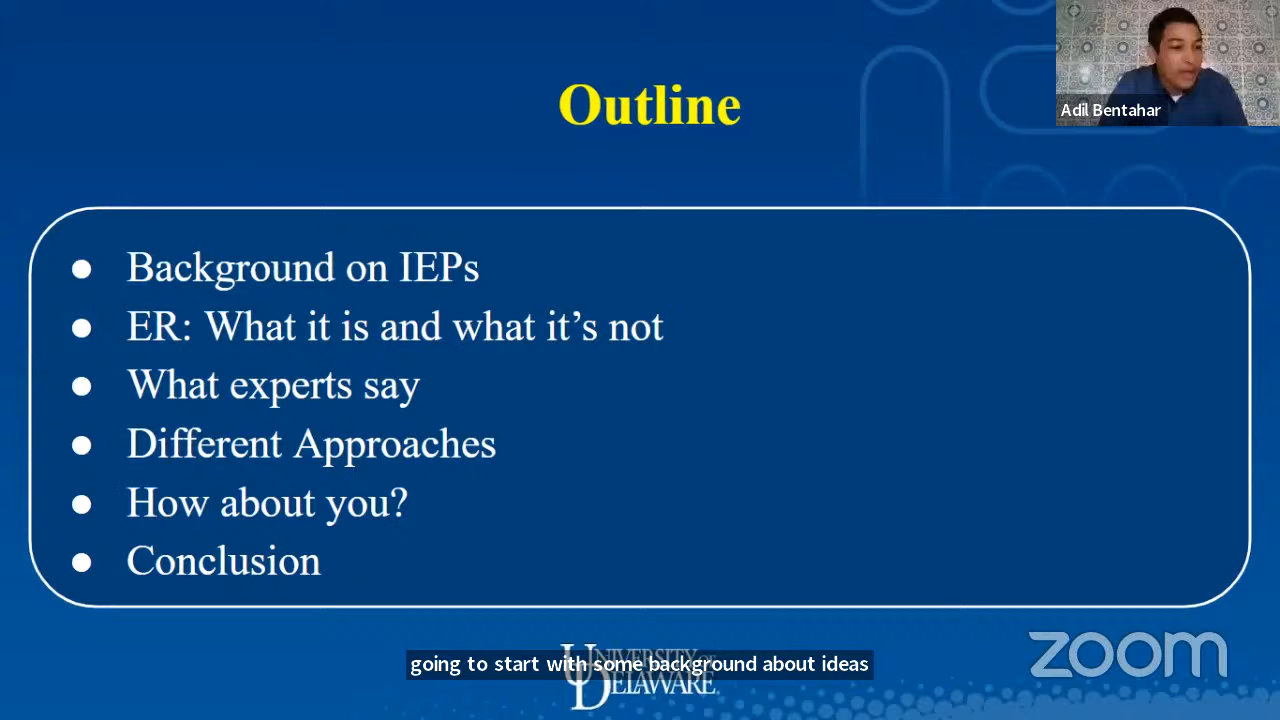 Outline
Adil Bentahar
● Background on IEPs
● ER: What it is and what it’s not
● What experts say
● Different Approaches
● How about you?
● Conclusion
going to start with some background about ideas
UNIVERSITY OF
DELAWARE
zoom